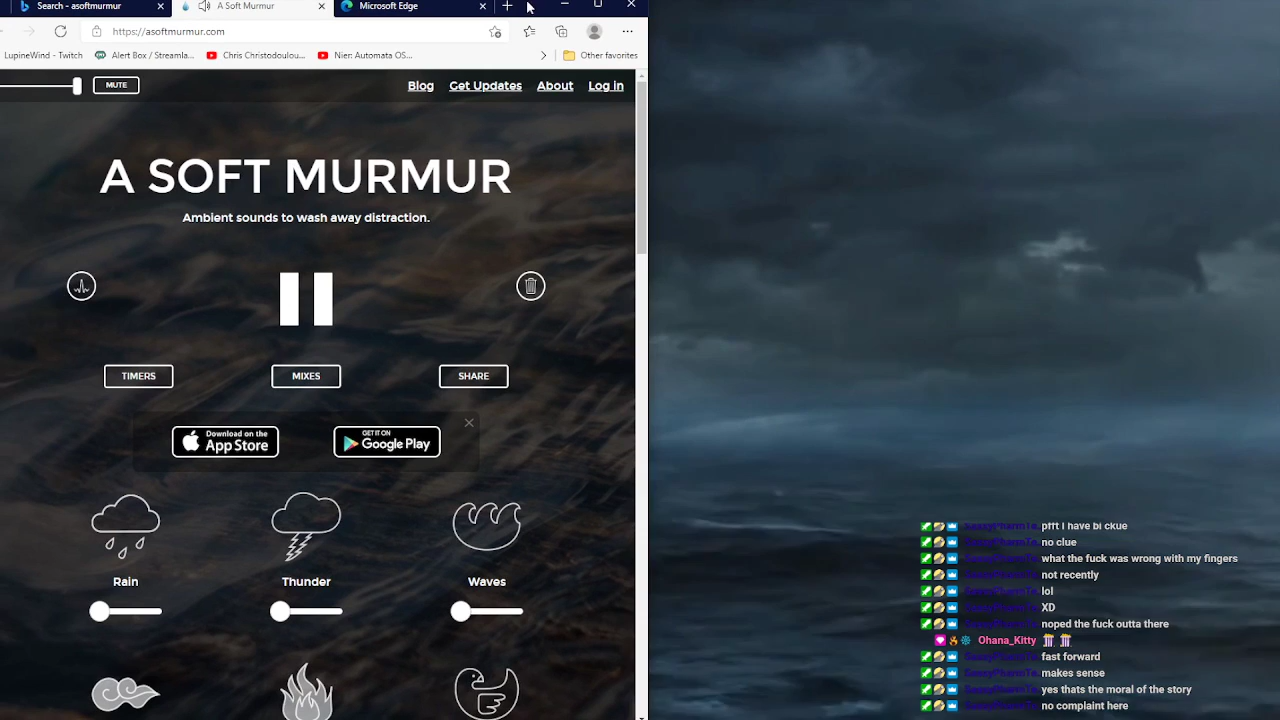 Search - asoftmurmur
A Soft Murmur
Microsoft Edge
https://asoftmurmur.com
LupineWind - Twitch
Alert Box / Streamla...
Chris Christodoulou...
Nier: Automata OS...
Other favorites
MUTE
Blog
Get Updates
About
Log in
A SOFT MURMUR
Ambient sounds to wash away distraction.
TIMERS
MIXES
SHARE
Download on the
App Store
GET IT ON
Google Play
Rain
Thunder
Waves
pfft I have bi ckue
no clue
what the fuck was wrong with my fingers
not recently
lol
XD
noped the fuck outta there
Ohana_Kitty
fast forward
makes sense
yes thats the moral of the story
no complaint here